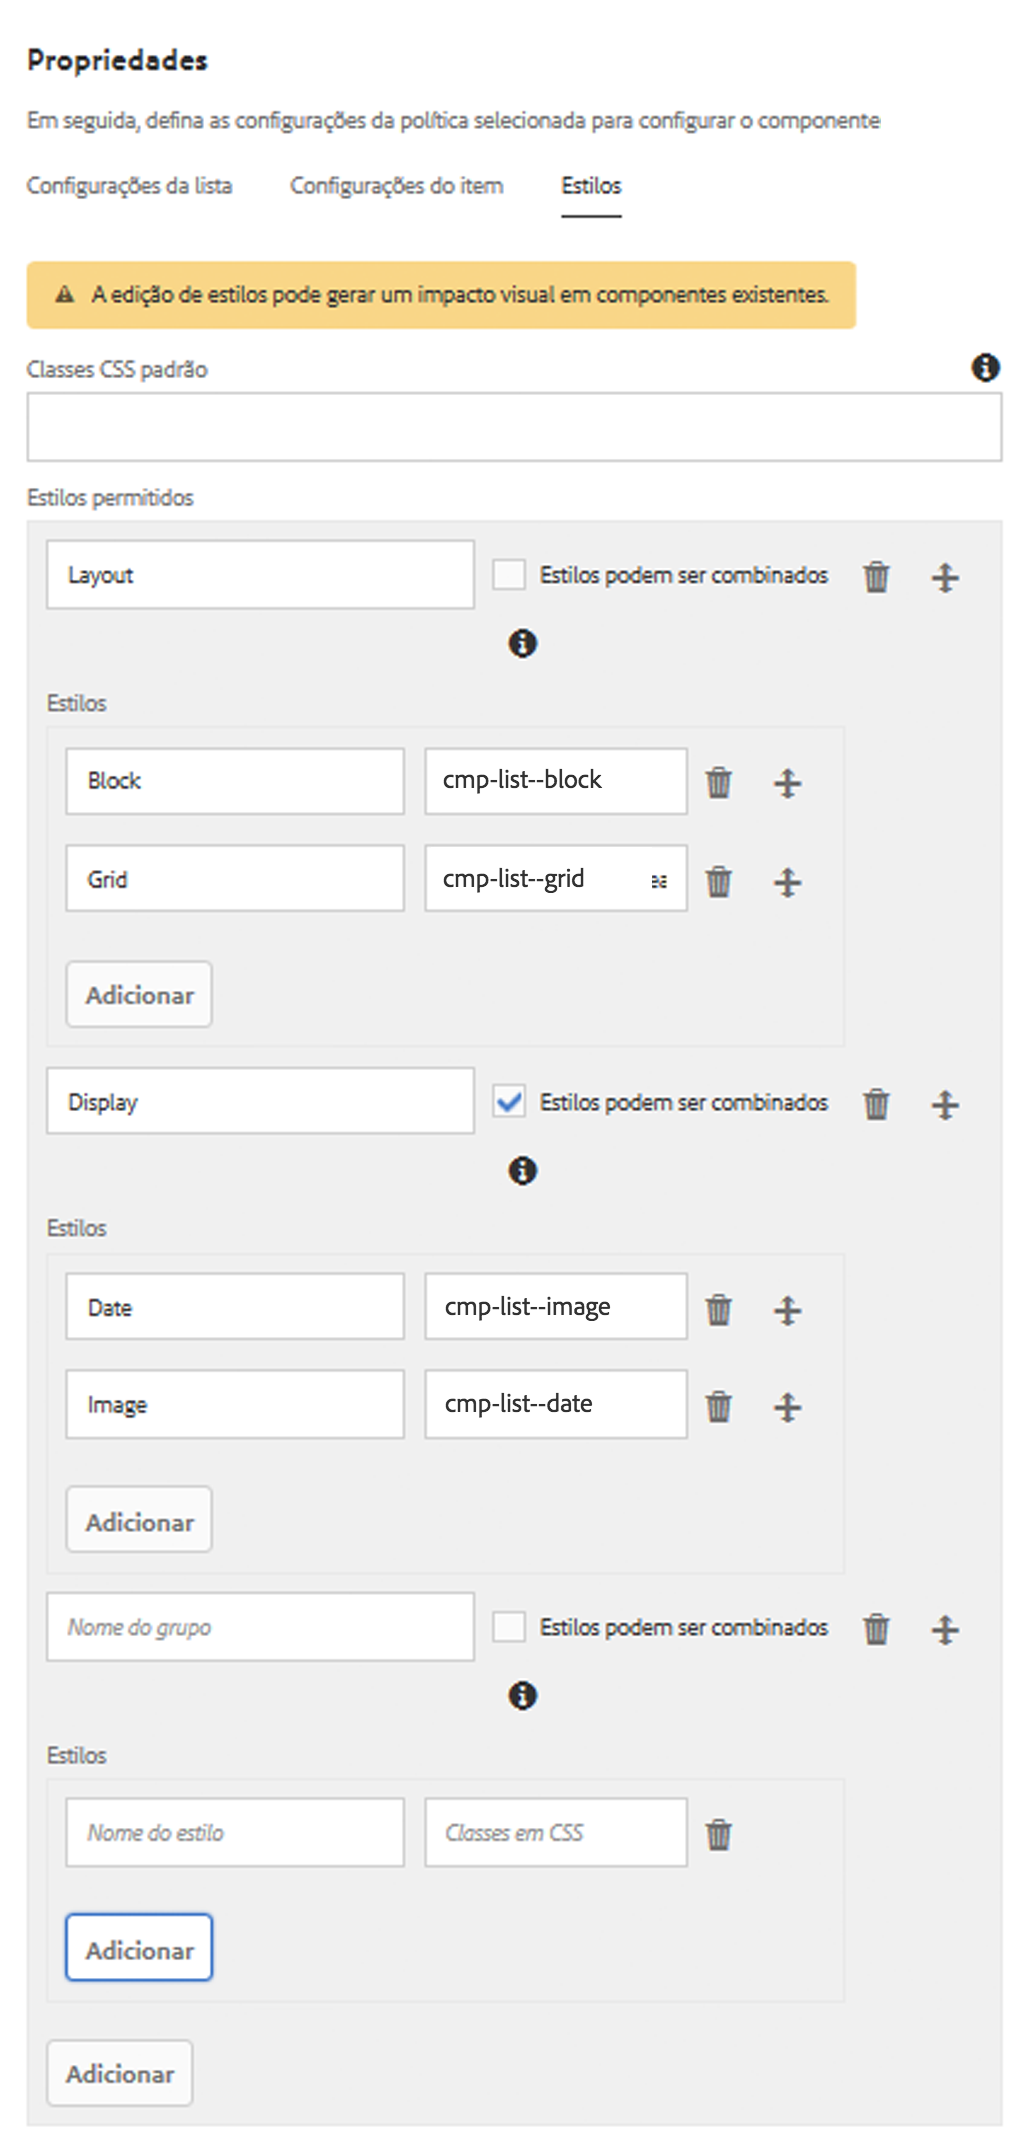 Propriedades
Em seguida, defina as configurações da política selecionada para configurar o componente
Configurações da lista Configurações do item Estilos
A edição de estilos pode gerar um impacto visual em componentes existentes.
Classes CSS padrão
Estilos permitidos
Layout Estilos podem ser combinados
Estilos
Block cmp-list--block
Grid cmp-list--grid
Adicionar
Display Estilos podem ser combinados
Estilos
Date cmp-list--image
Image cmp-list--date
Adicionar
Nome do grupo Estilos podem ser combinados
Estilos
Nome do estilo Classes em CSS
Adicionar
Adicionar